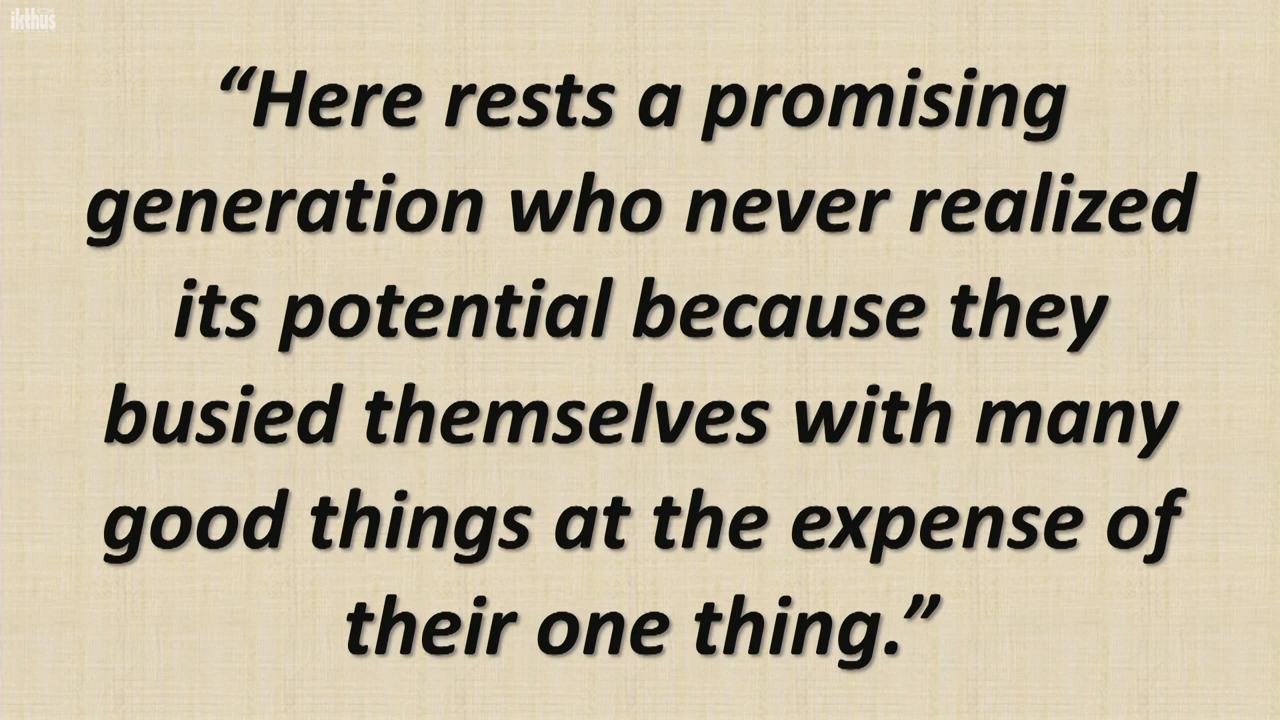 ikthus
“Here rests a promising
generation who never realized
its potential because they
busied themselves with many
good things at the expense of
their one thing.”